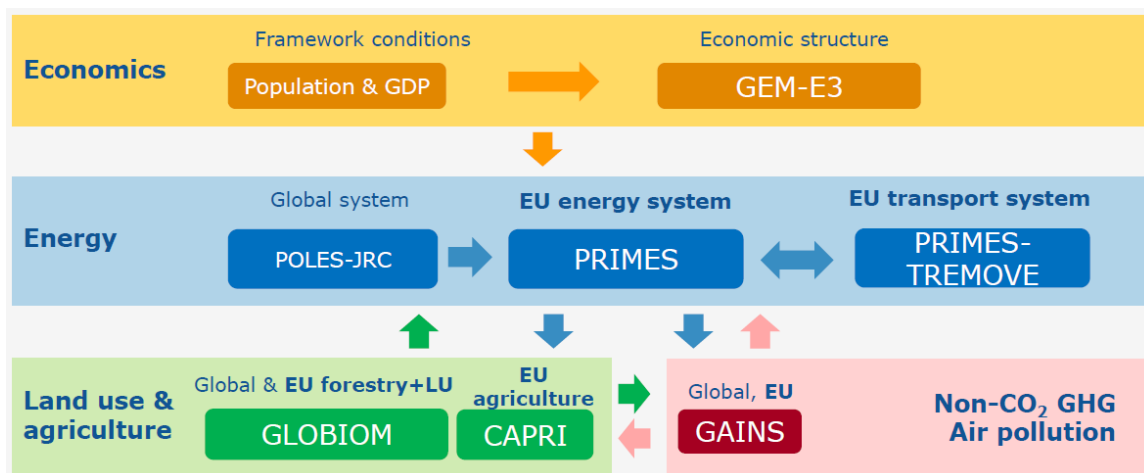 Economics
Framework conditions
Population & GDP
Economic structure
GEM-E3
Energy
Global system
POLES-JRC
EU energy system
PRIMES
EU transport system
PRIMES-
TREMOVE
Land use &
agriculture
Global & EU forestry+LU
GLOBIOM
EU
agriculture
CAPRI
Global, EU
GAINS
Non-CO₂ GHG
Air pollution